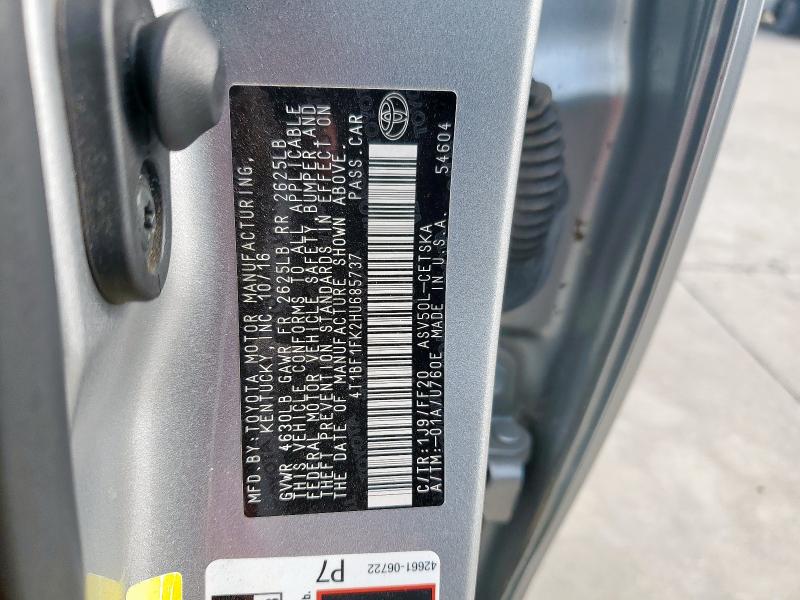 MFD.BY:TOYOTA MOTOR MANUFACTURING,
KENTUCKY, INC. 10/16
GVWR 4630LB GAWR FR 2625LB RR 2625LB
THIS VEHICLE CONFORMS TO ALL APPLICABLE
FEDERAL MOTOR VEHICLE SAFETY, BUMPER, AND
THEFT PREVENTION STANDARDS IN EFFECT ON
THE DATE OF MANUFACTURE SHOWN ABOVE.
4T1BF1FK2HU685737 PASS.CAR
C/TR:1J9/FF20 ASV50L-CETSKA
A/TM:-01A/U760E MADE IN U.S.A. 54604
42661-06722
P7